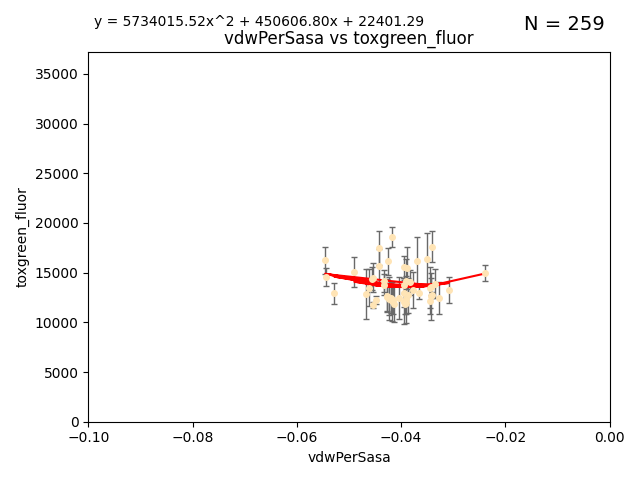 y = 5734015.52x^2 + 450606.80x + 22401.29
N = 259
vdwPerSasa vs toxgreen_fluor
35000
30000
25000
20000
15000
10000
5000
0
toxgreen_fluor
−0.10
−0.08
−0.06
−0.04
−0.02
0.00
vdwPerSasa